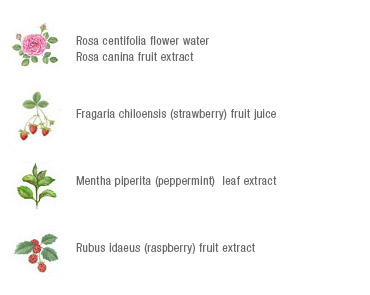 Rosa centifolia flower water
Rosa canina fruit extract
Fragaria chiloensis (strawberry) fruit juice
Mentha piperita (peppermint)  leaf extract
Rubus idaeus (raspberry) fruit extract